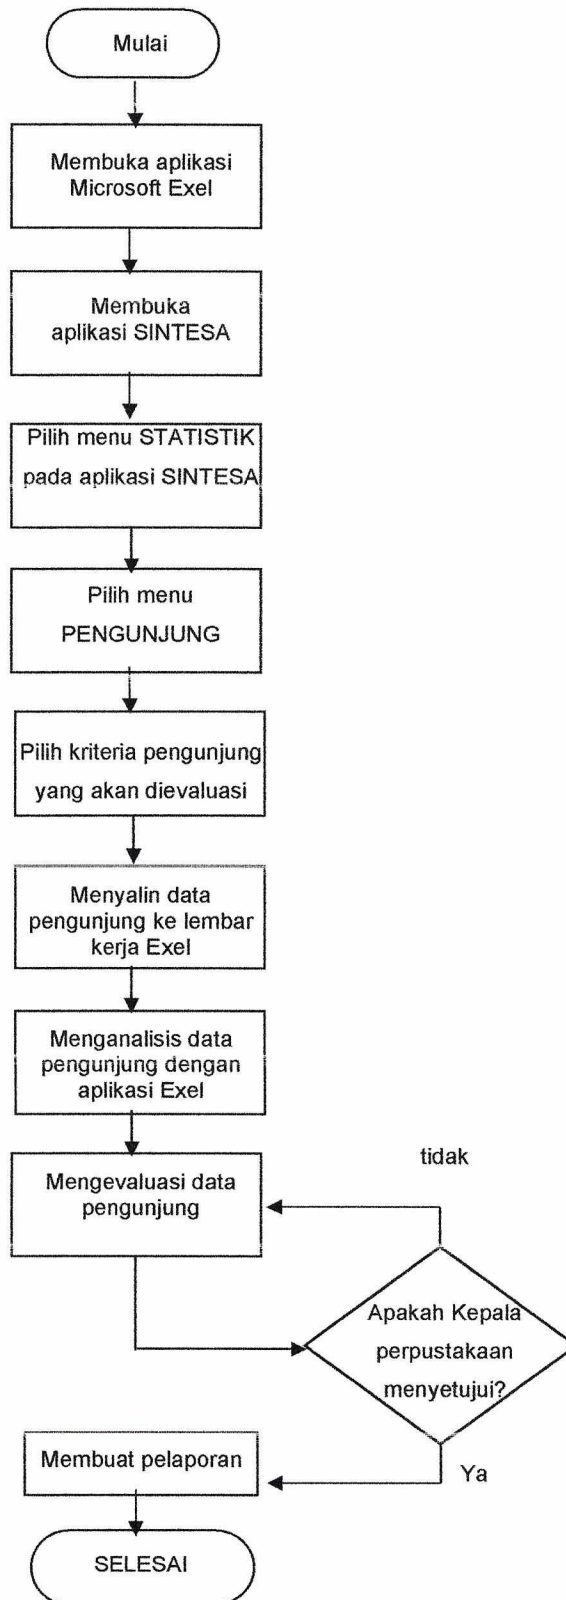 Mulai
Membuka aplikasi
Microsoft Exel
Membuka
aplikasi SINTESA
Pilih menu STATISTIK
pada aplikasi SINTESA
Pilih menu
PENGUNJUNG
Pilih kriteria pengunjung
yang akan dievaluasi
Menyalin data
pengunjung ke lembar
kerja Exel
Menganalisis data
pengunjung dengan
aplikasi Exel
Mengevaluasi data
pengunjung
tidak
Apakah Kepala
perpustakaan
menyetujui?
Ya
Membuat pelaporan
SELESAI